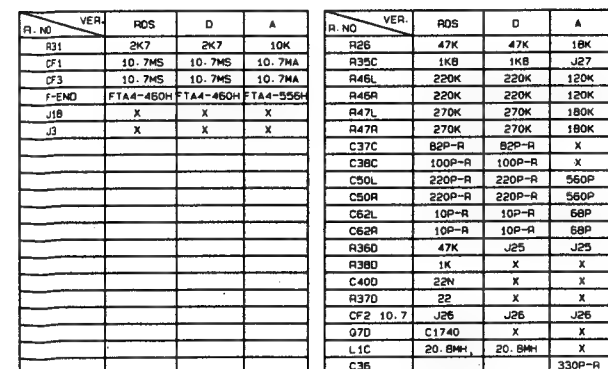 R.NO VER. RDS D A
R31 2K7 2K7 10K
CF1 10.7MS 10.7MS 10.7MA
CF3 10.7MS 10.7MS 10.7MA
F-END FTA4-460H FTA4-460H FTA4-556H
J18 X X X
J3 X X X
R.NO VER. RDS D A
R26 47K 47K 18K
R35C 1K8 1K8 J27
R46L 220K 220K 120K
R46R 220K 220K 120K
R47L 270K 270K 180K
R47R 270K 270K 180K
C37C 82P-R 82P-R X
C38C 100P-R 100P-R X
C50L 220P-R 220P-R 560P
C50R 220P-R 220P-R 560P
C62L 10P-R 10P-R 68P
C62R 10P-R 10P-R 68P
R36D 47K J25 J25
R38D 1K X X
C40D 22N X X
R37D 22 X X
CF2 10.7 J26 J26 J26
Q7D C1740 X X
L1C 20.8MH 20.8MH X
C36 330P-R